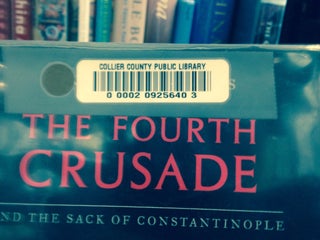 COLLIER COUNTY PUBLIC LIBRARY
0 0002 0925640 3
THE FOURTH
CRUSADE
ND THE SACK OF CONSTANTINOPLE